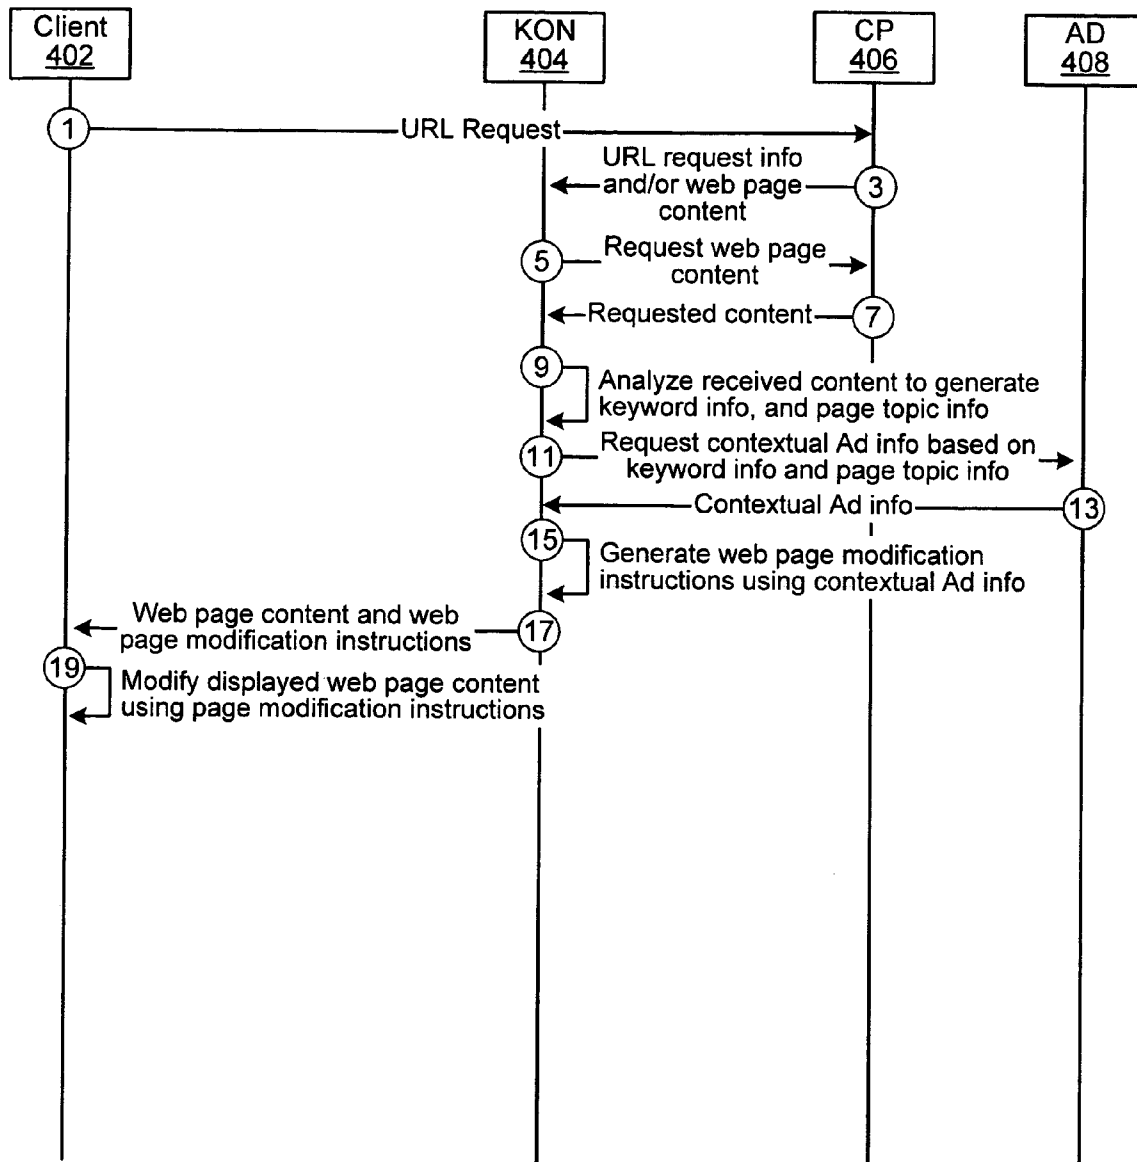 Client
402
KON
404
CP
406
AD
408
1
URL Request
URL request info
and/or web page
content
3
5
Request web page
content
Requested content
7
9
Analyze received content to generate
keyword info, and page topic info
11
Request contextual Ad info based on
keyword info and page topic info
Contextual Ad info
13
15
Generate web page modification
instructions using contextual Ad info
Web page content and web
page modification instructions
17
19
Modify displayed web page content
using page modification instructions